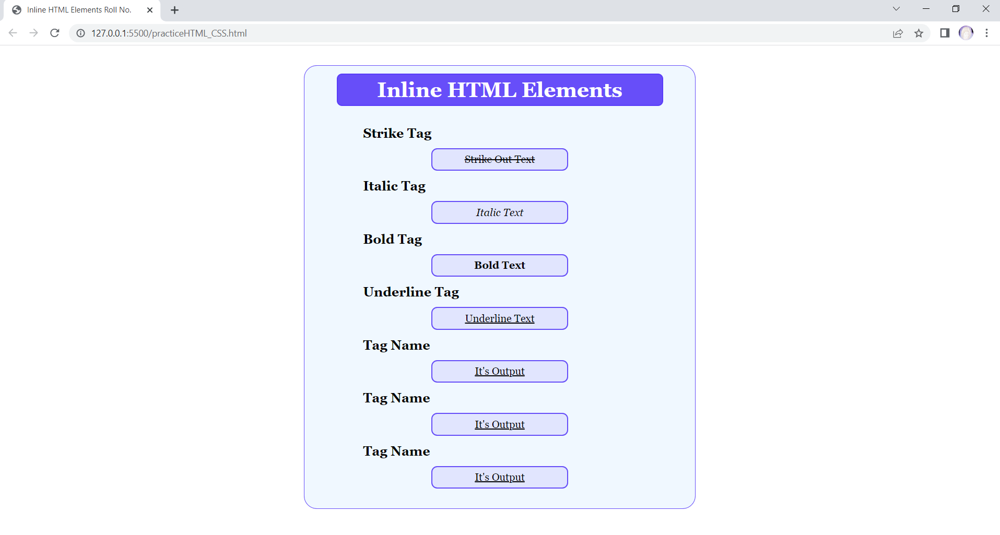 Inline HTML Elements Roll No.
127.0.0.1:5500/practiceHTML_CSS.html
Inline HTML Elements
Strike Tag
Strike Out Text
Italic Tag
Italic Text
Bold Tag
Bold Text
Underline Tag
Underline Text
Tag Name
It's Output
Tag Name
It's Output
Tag Name
It's Output